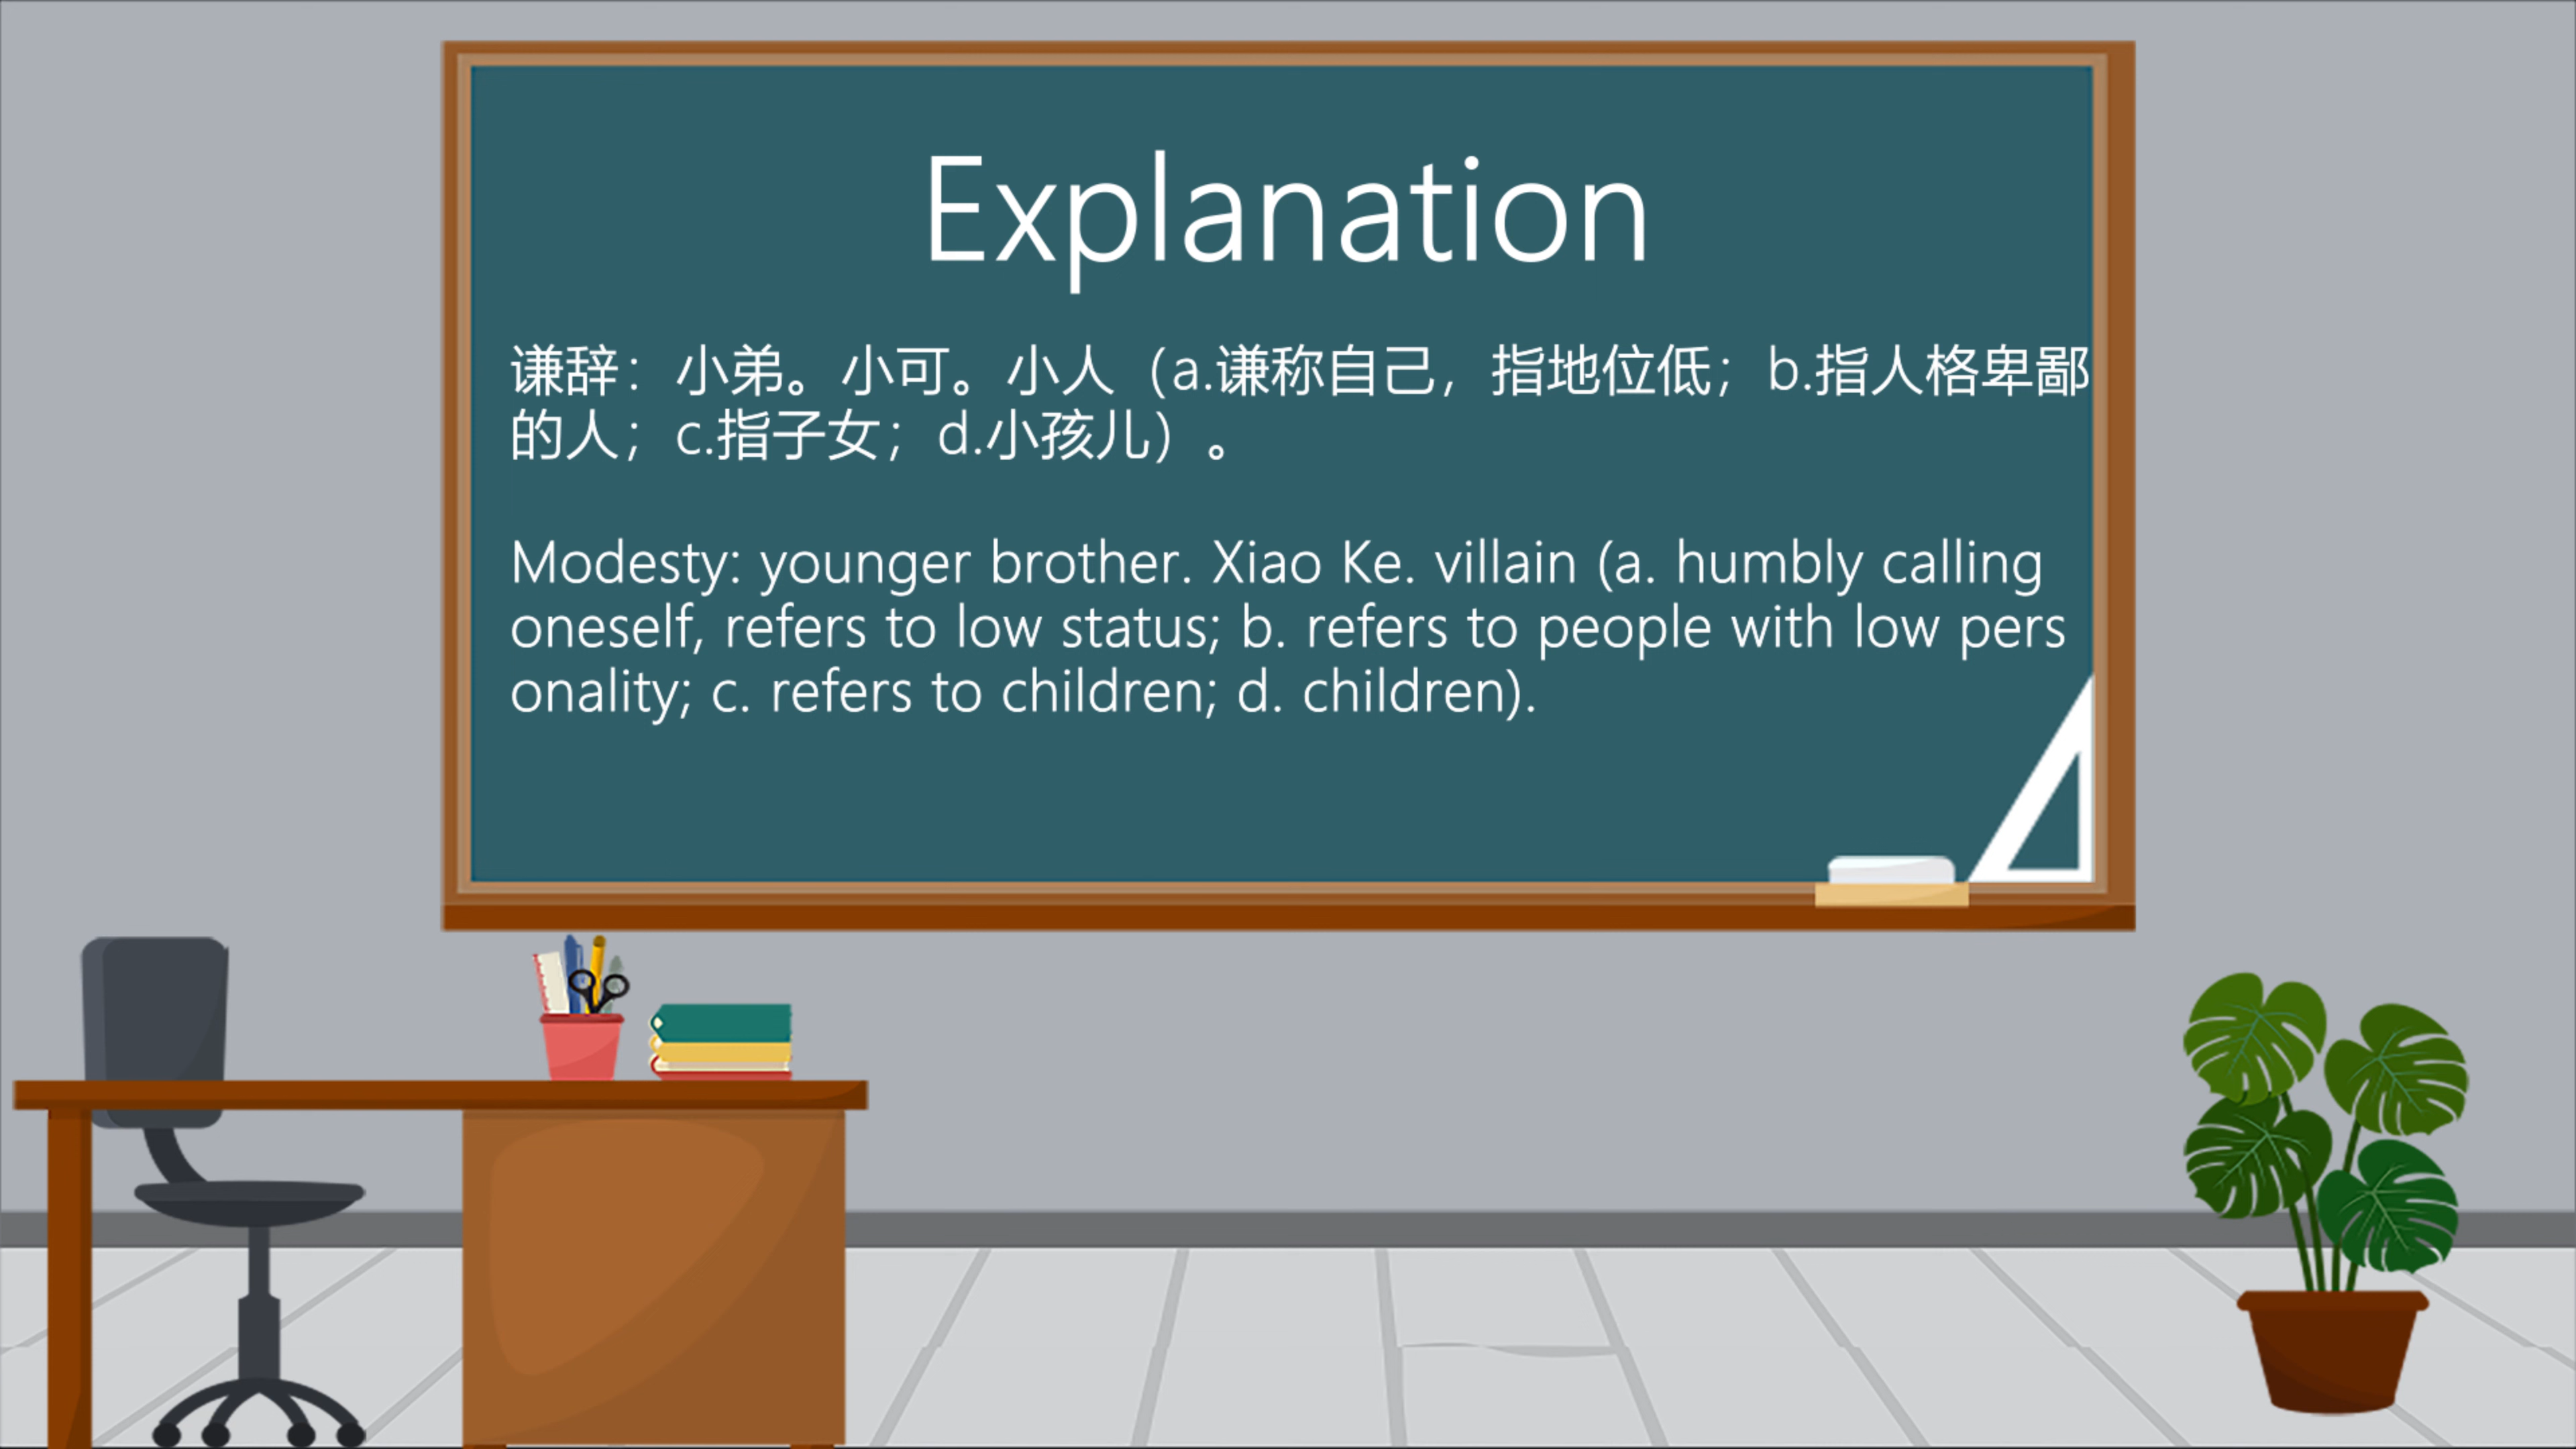 Explanation
谦辞：小弟。小可。小人（a.谦称自己，指地位低；b.指人格卑鄙
的人；c.指子女；d.小孩儿）。
Modesty: younger brother. Xiao Ke. villain (a. humbly calling
oneself, refers to low status; b. refers to people with low pers
onality; c. refers to children; d. children).